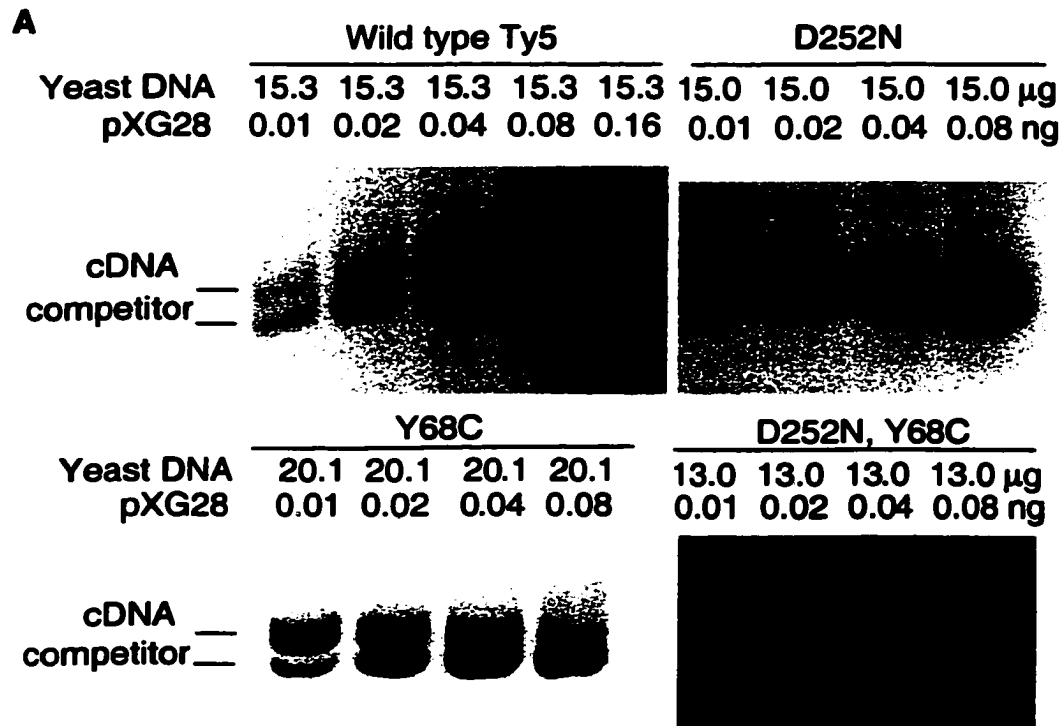 A
Wild type Ty5 D252N
Yeast DNA 15.3 15.3 15.3 15.3 15.3 15.0 15.0 15.0 15.0 µg
pXG28 0.01 0.02 0.04 0.08 0.16 0.01 0.02 0.04 0.08 ng
cDNA
competitor
Y68C D252N, Y68C
Yeast DNA 20.1 20.1 20.1 20.1 13.0 13.0 13.0 13.0 µg
pXG28 0.01 0.02 0.04 0.08 0.01 0.02 0.04 0.08 ng
cDNA
competitor